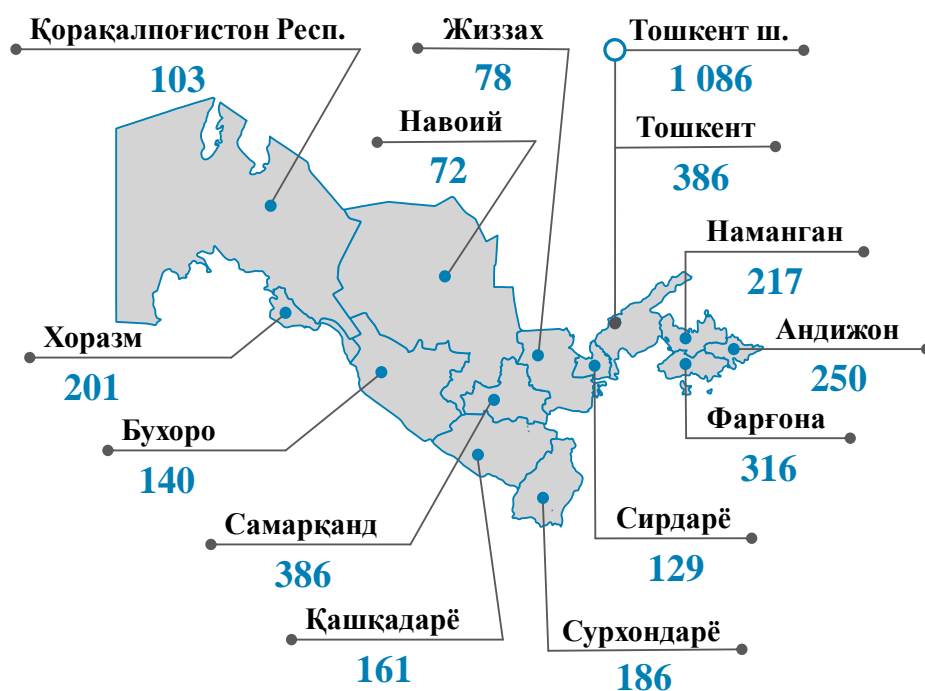 Қорақалпоғистон Респ.
103
Жиззах
78
Тошкент ш.
1 086
Навоий
72
Тошкент
386
Наманган
217
Хоразм
201
Андижон
250
Бухоро
140
Фарғона
316
Самарқанд
386
Сирдарё
129
Қашқадарё
161
Сурхондарё
186